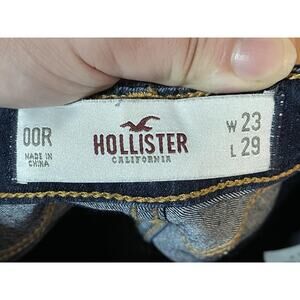 00R
MADE IN
CHINA
HOLLISTER
CALIFORNIA
W 23
L 29